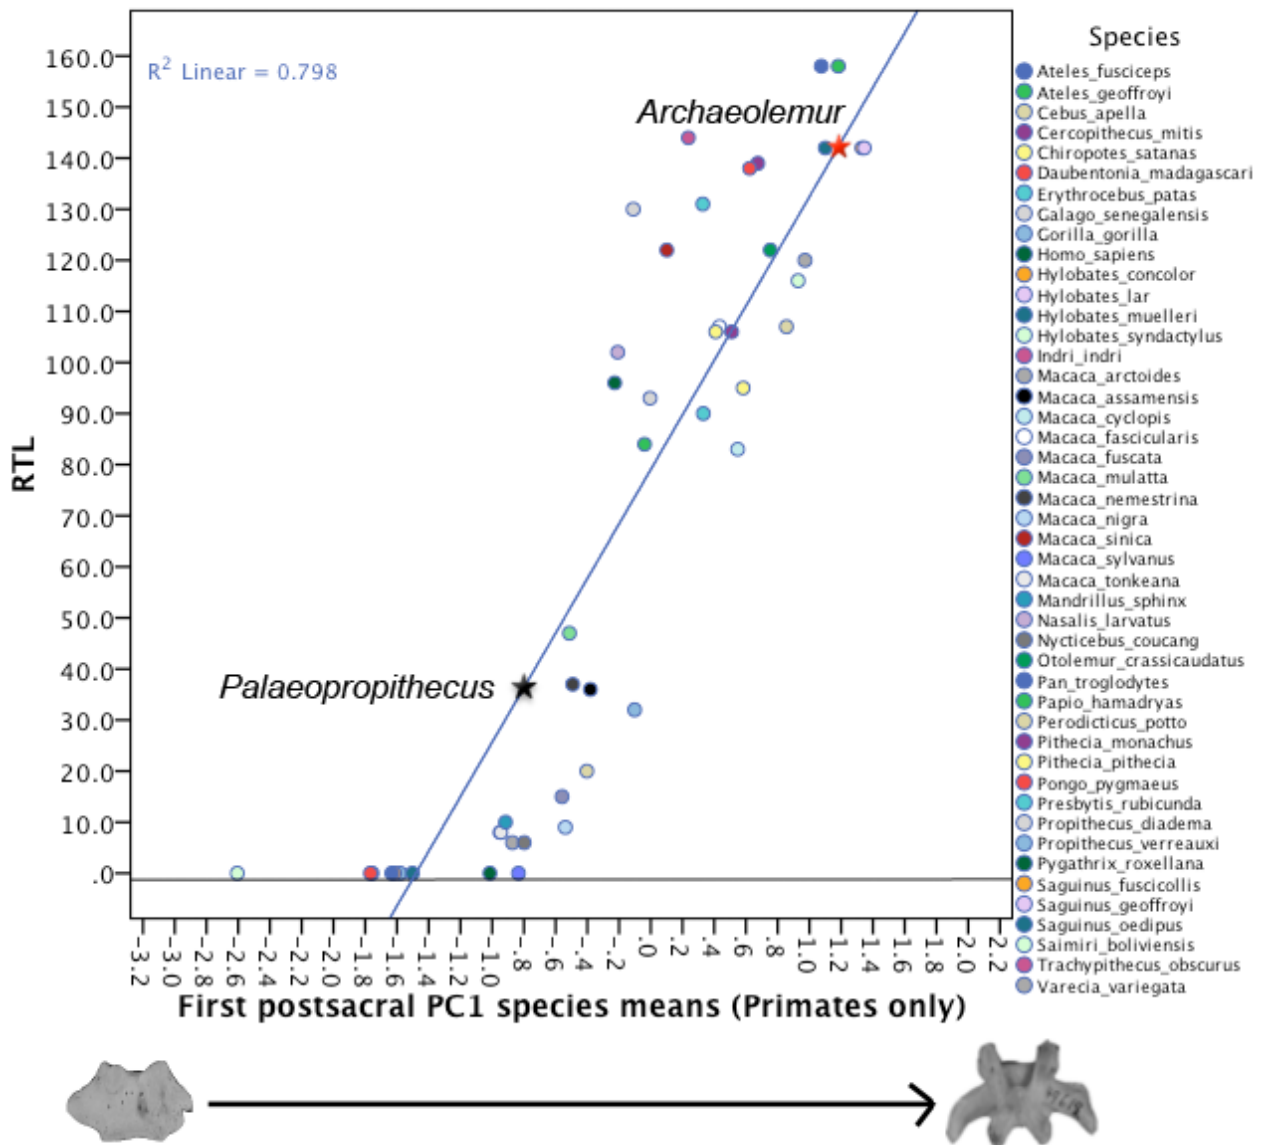 R² Linear = 0.798
Archaeolemur
Palaeopropithecus
RTL
160.0
150.0
140.0
130.0
120.0
110.0
100.0
90.0
80.0
70.0
60.0
50.0
40.0
30.0
20.0
10.0
.0
-3.2
-3.0
-2.8
-2.6
-2.4
-2.2
-2.0
-1.8
-1.6
-1.4
-1.2
-1.0
-.8
-.6
-.4
-.2
.0
.2
.4
.6
.8
1.0
1.2
1.4
1.6
1.8
2.0
2.2
First postsacral PC1 species means (Primates only)
Species
Ateles_fusciceps
Ateles_geoffroyi
Cebus_apella
Cercopithecus_mitis
Chiropotes_satanas
Daubentonia_madagascari
Erythrocebus_patas
Galago_senegalensis
Gorilla_gorilla
Homo_sapiens
Hylobates_concolor
Hylobates_lar
Hylobates_muelleri
Hylobates_syndactylus
Indri_indri
Macaca_arctoides
Macaca_assamensis
Macaca_cyclopis
Macaca_fascicularis
Macaca_fuscata
Macaca_mulatta
Macaca_nemestrina
Macaca_nigra
Macaca_sinica
Macaca_sylvanus
Macaca_tonkeana
Mandrillus_sphinx
Nasalis_larvatus
Nycticebus_coucang
Otolemur_crassicaudatus
Pan_troglodytes
Papio_hamadryas
Perodicticus_potto
Pithecia_monachus
Pithecia_pithecia
Pongo_pygmaeus
Presbytis_rubicunda
Propithecus_diadema
Propithecus_verreauxi
Pygathrix_roxellana
Saguinus_fuscicollis
Saguinus_geoffroyi
Saguinus_oedipus
Saimiri_boliviensis
Trachypithecus_obscurus
Varecia_variegata